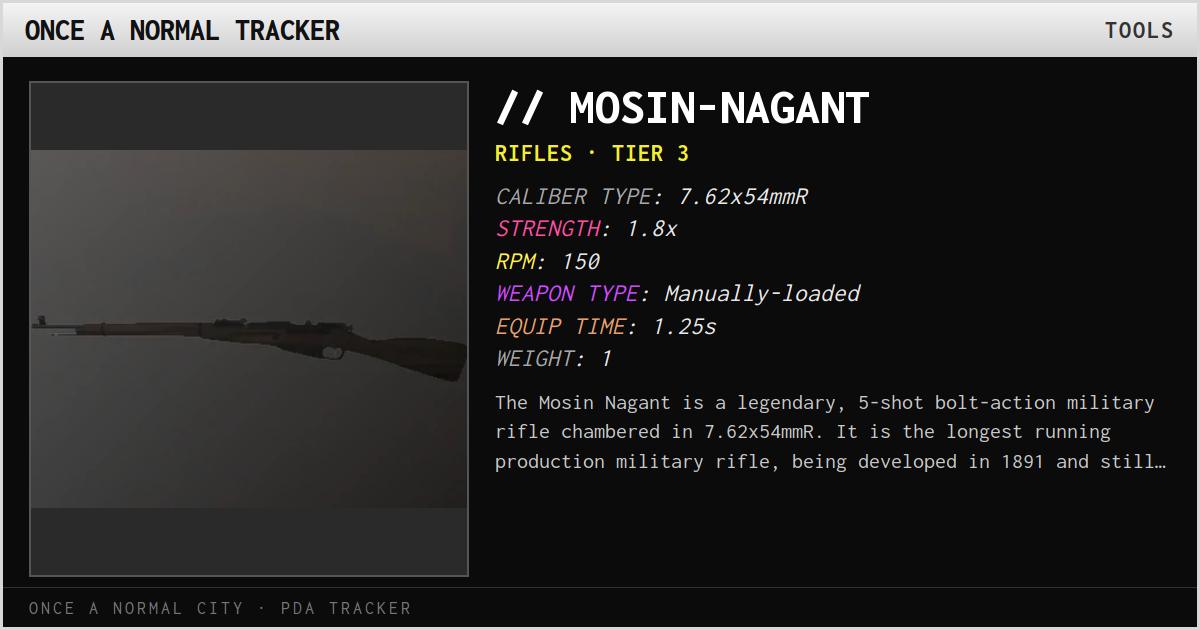 ONCE A NORMAL TRACKER
TOOLS
// MOSIN-NAGANT
RIFLES · TIER 3
CALIBER TYPE: 7.62x54mmR
STRENGTH: 1.8x
RPM: 150
WEAPON TYPE: Manually-loaded
EQUIP TIME: 1.25s
WEIGHT: 1
The Mosin Nagant is a legendary, 5-shot bolt-action military
rifle chambered in 7.62x54mmR. It is the longest running
production military rifle, being developed in 1891 and still…
ONCE A NORMAL CITY · PDA TRACKER